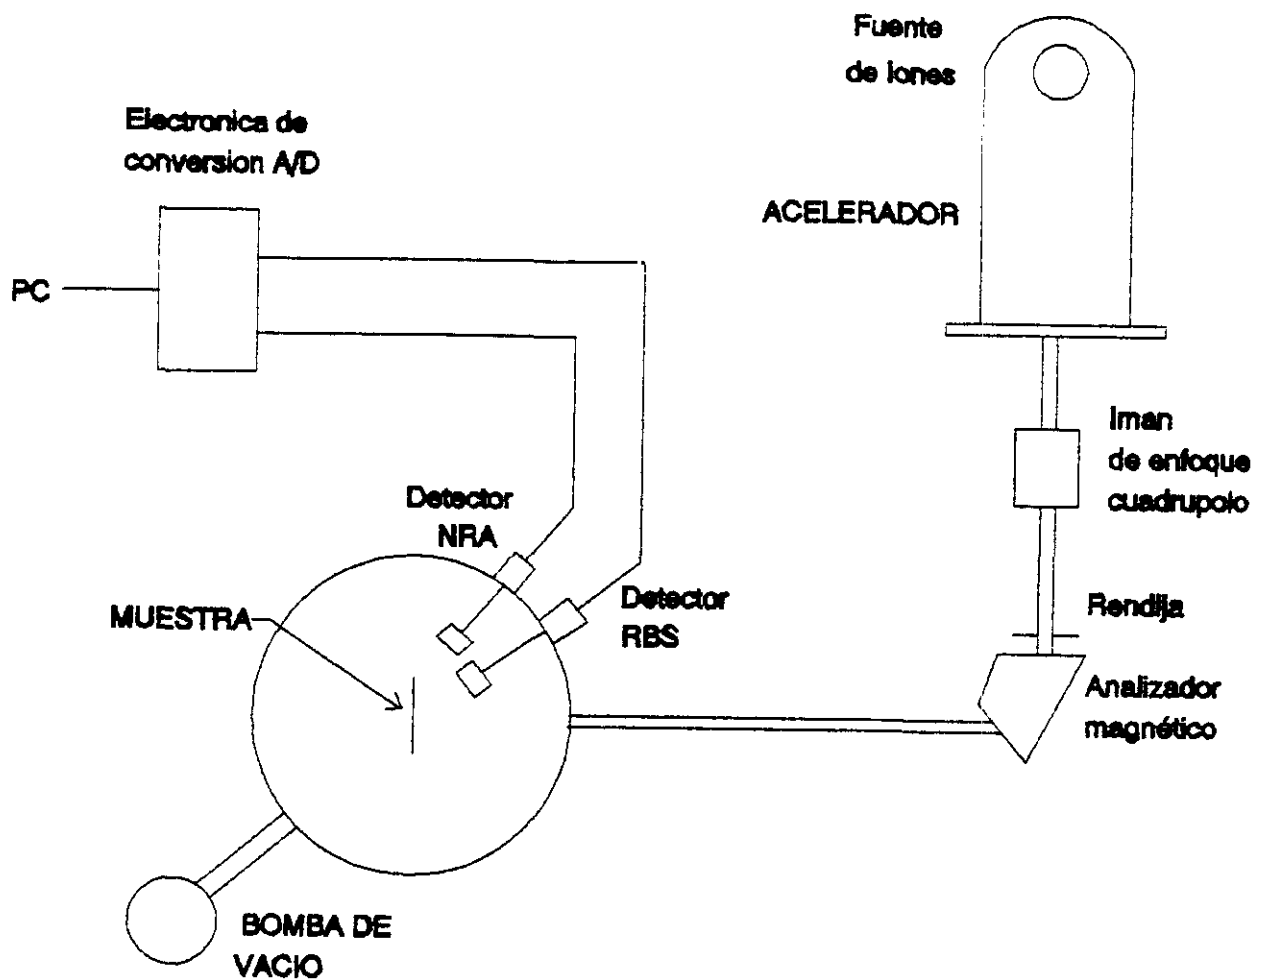 Fuente
de iones
Electronica de
conversion A/D
ACELERADOR
PC
Iman
de enfoque
cuadrupolo
Detector
NRA
Detector
RBS
Rendija
MUESTRA
Analizador
magnético
BOMBA DE
VACIO